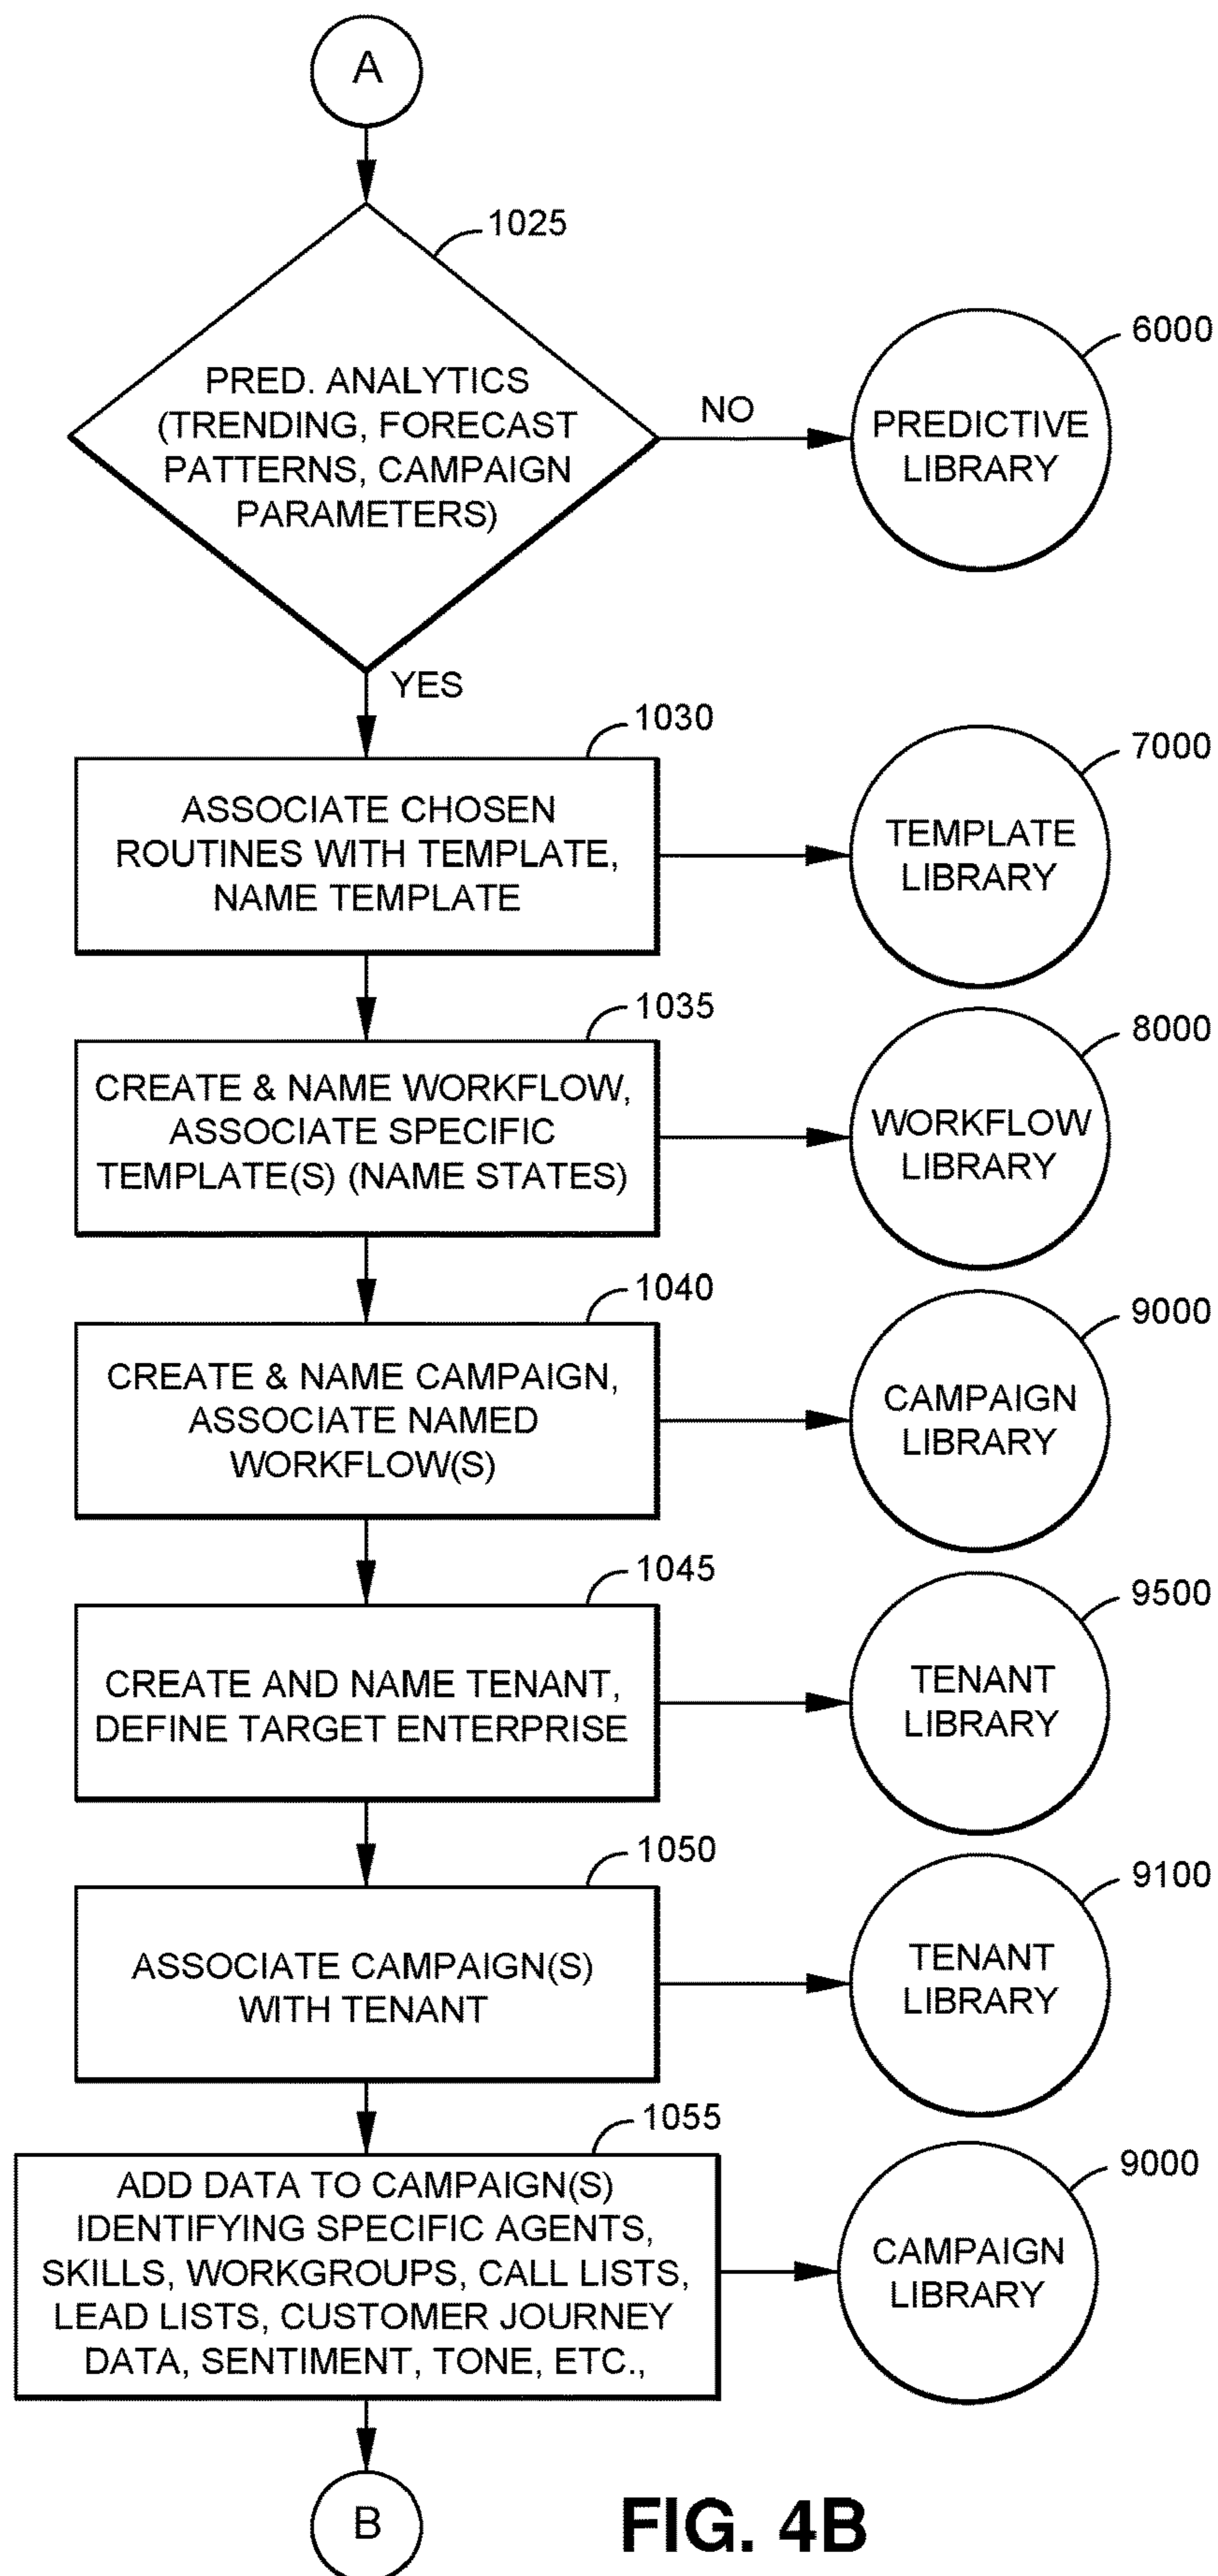 A
1025
PRED. ANALYTICS
(TRENDING, FORECAST
PATTERNS, CAMPAIGN
PARAMETERS)
NO
6000
PREDICTIVE
LIBRARY
YES
1030
ASSOCIATE CHOSEN
ROUTINES WITH TEMPLATE,
NAME TEMPLATE
7000
TEMPLATE
LIBRARY
1035
CREATE & NAME WORKFLOW,
ASSOCIATE SPECIFIC
TEMPLATE(S) (NAME STATES)
8000
WORKFLOW
LIBRARY
1040
CREATE & NAME CAMPAIGN,
ASSOCIATE NAMED
WORKFLOW(S)
9000
CAMPAIGN
LIBRARY
1045
CREATE AND NAME TENANT,
DEFINE TARGET ENTERPRISE
9500
TENANT
LIBRARY
1050
ASSOCIATE CAMPAIGN(S)
WITH TENANT
9100
TENANT
LIBRARY
1055
ADD DATA TO CAMPAIGN(S)
IDENTIFYING SPECIFIC AGENTS,
SKILLS, WORKGROUPS, CALL LISTS,
LEAD LISTS, CUSTOMER JOURNEY
DATA, SENTIMENT, TONE, ETC.,
9000
CAMPAIGN
LIBRARY
B
FIG. 4B